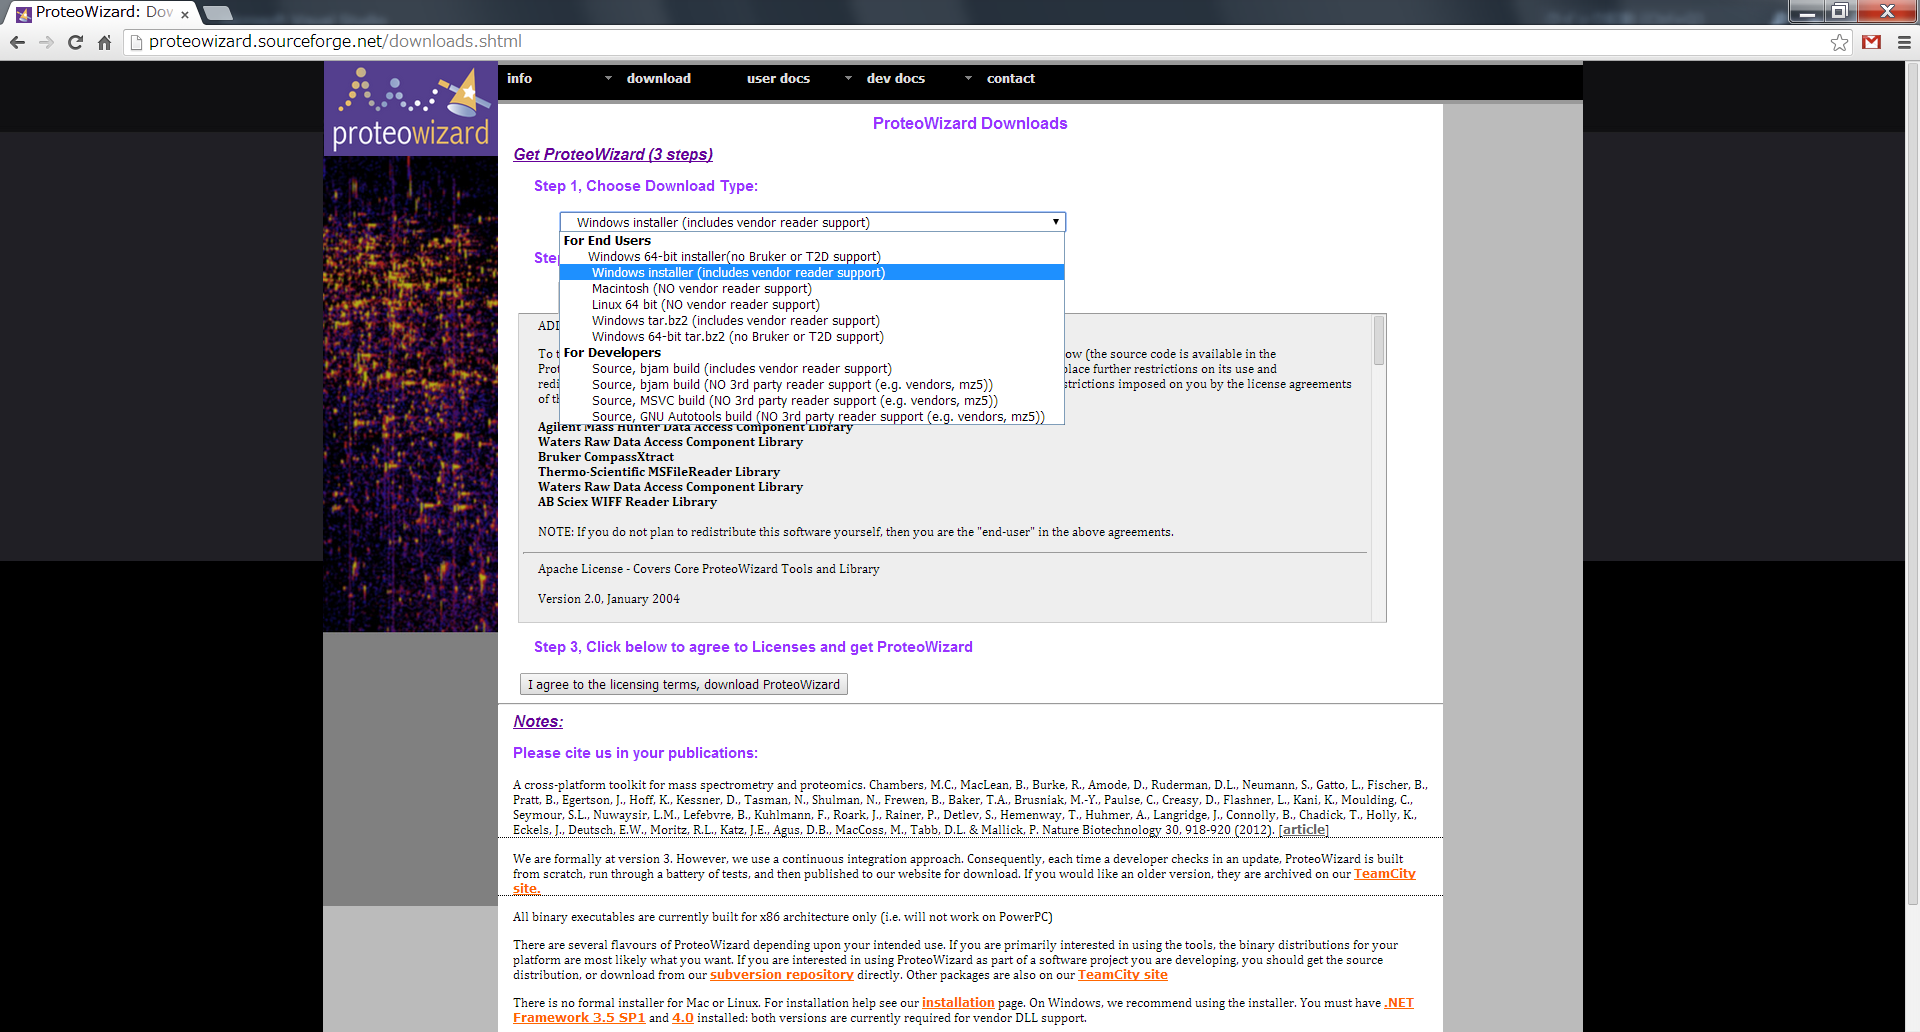 ProteoWizard: Dow
proteowizard.sourceforge.net/downloads.shtml
proteowizard
info download user docs dev docs contact
ProteoWizard Downloads
Get ProteoWizard (3 steps)
Step 1, Choose Download Type:
Windows installer (includes vendor reader support)
For End Users
Windows 64-bit installer(no Bruker or T2D support)
Step
Windows installer (includes vendor reader support)
Macintosh (NO vendor reader support)
Linux 64 bit (NO vendor reader support)
Windows tar.bz2 (includes vendor reader support)
Windows 64-bit tar.bz2 (no Bruker or T2D support)
For Developers
Source, bjam build (includes vendor reader support)
Source, bjam build (NO 3rd party reader support (e.g. vendors, mz5))
Source, MSVC build (NO 3rd party reader support (e.g. vendors, mz5))
Source, GNU Autotools build (NO 3rd party reader support (e.g. vendors, mz5))
To t ow (the source code is available in the
Prot place further restrictions on its use and
redi strictions imposed on you by the license agreements
of th
Agilent Mass Hunter Data Access Component Library
Waters Raw Data Access Component Library
Bruker CompassXtract
Thermo-Scientific MSFileReader Library
Waters Raw Data Access Component Library
AB Sciex WIFF Reader Library
NOTE: If you do not plan to redistribute this software yourself, then you are the "end-user" in the above agreements.
Apache License - Covers Core ProteoWizard Tools and Library
Version 2.0, January 2004
Step 3, Click below to agree to Licenses and get ProteoWizard
I agree to the licensing terms, download ProteoWizard
Notes:
Please cite us in your publications:
A cross-platform toolkit for mass spectrometry and proteomics. Chambers, M.C., MacLean, B., Burke, R., Amode, D., Ruderman, D.L., Neumann, S., Gatto, L., Fischer, B.,
Pratt, B., Egertson, J., Hoff, K., Kessner, D., Tasman, N., Shulman, N., Frewen, B., Baker, T.A., Brusniak, M.-Y., Paulse, C., Creasy, D., Flashner, L., Kani, K., Moulding, C.,
Seymour, S.L., Nuwaysir, L.M., Lefebvre, B., Kuhlmann, F., Roark, J., Rainer, P., Detlev, S., Hemenway, T., Huhmer, A., Langridge, J., Connolly, B., Chadick, T., Holly, K.,
Eckels, J., Deutsch, E.W., Moritz, R.L., Katz, J.E., Agus, D.B., MacCoss, M., Tabb, D.L. & Mallick, P. Nature Biotechnology 30, 918-920 (2012). [article]
We are formally at version 3. However, we use a continuous integration approach. Consequently, each time a developer checks in an update, ProteoWizard is built
from scratch, run through a battery of tests, and then published to our website for download. If you would like an older version, they are archived on our TeamCity
site.
All binary executables are currently built for x86 architecture only (i.e. will not work on PowerPC)
There are several flavours of ProteoWizard depending upon your intended use. If you are primarily interested in using the tools, the binary distributions for your
platform are most likely what you want. If you are interested in using ProteoWizard as part of a software project you are developing, you should get the source
distribution, or download from our subversion repository directly. Other packages are also on our TeamCity site
There is no formal installer for Mac or Linux. For installation help see our installation page. On Windows, we recommend using the installer. You must have .NET
Framework 3.5 SP1 and 4.0 installed: both versions are currently required for vendor DLL support.